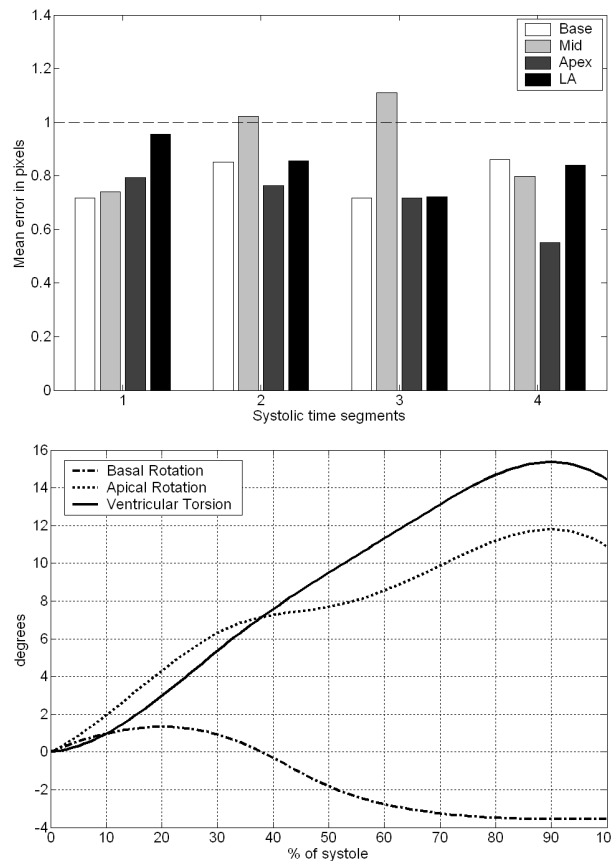 1.4
1.2
1
0.8
0.6
0.4
0.2
0
Mean error in pixels
Base
Mid
Apex
LA
1 2 3 4
Systolic time segments
16
14
12
10
8
6
4
2
0
-2
-4
degrees
Basal Rotation
Apical Rotation
Ventricular Torsion
0 10 20 30 40 50 60 70 80 90 10
% of systole